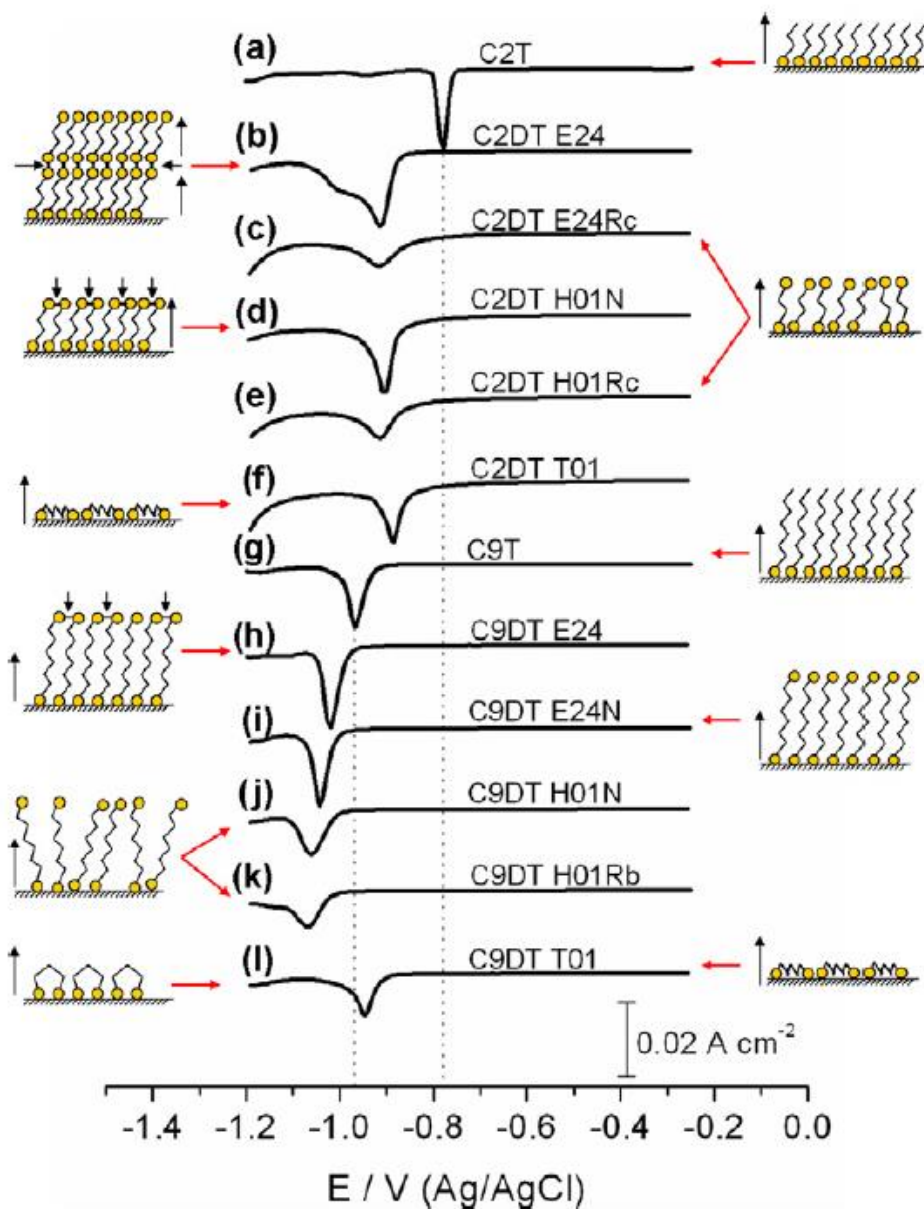 (a) C2T
(b) C2DT E24
(c) C2DT E24Rc
(d) C2DT H01N
(e) C2DT H01Rc
(f) C2DT T01
(g) C9T
(h) C9DT E24
(i) C9DT E24N
(j) C9DT H01N
(k) C9DT H01Rb
(l) C9DT T01
0.02 A cm-2
-1.4 -1.2 -1.0 -0.8 -0.6 -0.4 -0.2 0.0
E / V (Ag/AgCl)